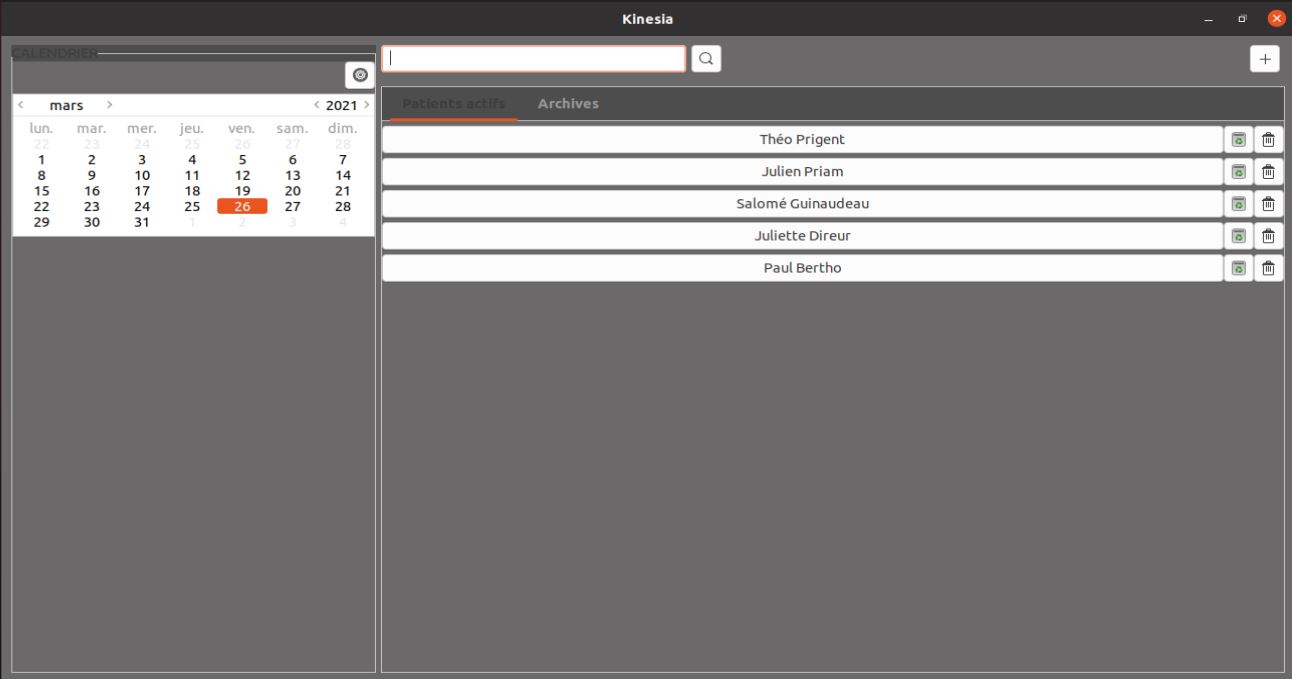 Kinesia
CALENDRIER
mars 2021
lun. mar. mer. jeu. ven. sam. dim.
22 23 24 25 26 27 28
1 2 3 4 5 6 7
8 9 10 11 12 13 14
15 16 17 18 19 20 21
22 23 24 25 26 27 28
29 30 31 1 2 3 4
Patients actifs Archives
Théo Prigent
Julien Priam
Salomé Guinaudeau
Juliette Direur
Paul Bertho